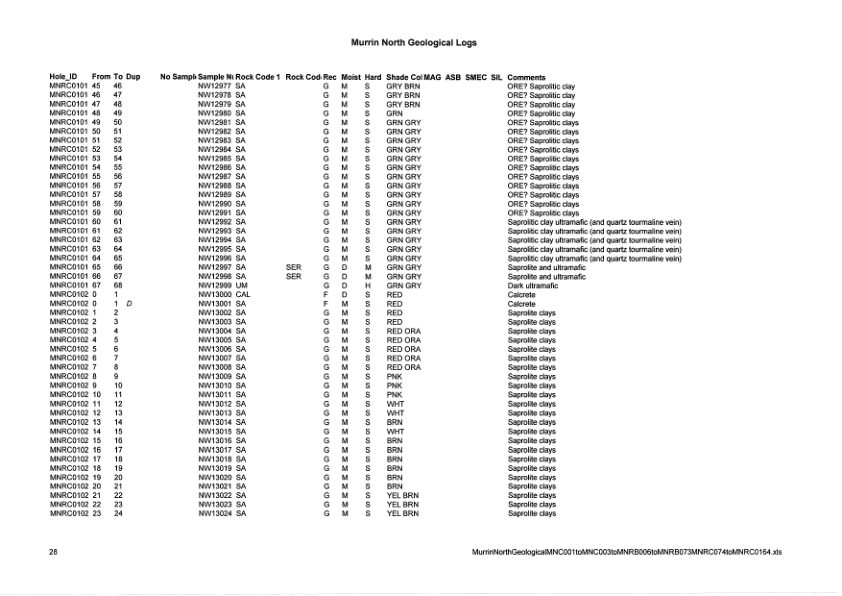 Murrin North Geological Logs
Hole_ID From To Dup No Sampl Sample N Rock Code 1 Rock Cod Rec Moist Hard Shade Col MAG ASB SMEC SIL Comments
MNRC0101 45 46 NW12977 SA G M S GRY BRN ORE? Saprolitic clay
MNRC0101 46 47 NW12978 SA G M S GRY BRN ORE? Saprolitic clay
MNRC0101 47 48 NW12979 SA G M S GRY BRN ORE? Saprolitic clay
MNRC0101 48 49 NW12980 SA G M S GRN ORE? Saprolitic clay
MNRC0101 49 50 NW12981 SA G M S GRN GRY ORE? Saprolitic clays
MNRC0101 50 51 NW12982 SA G M S GRN GRY ORE? Saprolitic clays
MNRC0101 51 52 NW12983 SA G M S GRN GRY ORE? Saprolitic clays
MNRC0101 52 53 NW12984 SA G M S GRN GRY ORE? Saprolitic clays
MNRC0101 53 54 NW12985 SA G M S GRN GRY ORE? Saprolitic clays
MNRC0101 54 55 NW12986 SA G M S GRN GRY ORE? Saprolitic clays
MNRC0101 55 56 NW12987 SA G M S GRN GRY ORE? Saprolitic clays
MNRC0101 56 57 NW12988 SA G M S GRN GRY ORE? Saprolitic clays
MNRC0101 57 58 NW12989 SA G M S GRN GRY ORE? Saprolitic clays
MNRC0101 58 59 NW12990 SA G M S GRN GRY ORE? Saprolitic clays
MNRC0101 59 60 NW12991 SA G M S GRN GRY ORE? Saprolitic clays
MNRC0101 60 61 NW12992 SA G M S GRN GRY Saprolitic clay ultramafic (and quartz tourmaline vein)
MNRC0101 61 62 NW12993 SA G M S GRN GRY Saprolitic clay ultramafic (and quartz tourmaline vein)
MNRC0101 62 63 NW12994 SA G M S GRN GRY Saprolitic clay ultramafic (and quartz tourmaline vein)
MNRC0101 63 64 NW12995 SA G M S GRN GRY Saprolitic clay ultramafic (and quartz tourmaline vein)
MNRC0101 64 65 NW12996 SA G M S GRN GRY Saprolitic clay ultramafic (and quartz tourmaline vein)
MNRC0101 65 66 NW12997 SA SER G D M GRN GRY Saprolite and ultramafic
MNRC0101 66 67 NW12998 SA SER G D M GRN GRY Saprolite and ultramafic
MNRC0101 67 68 NW12999 UM G D H GRN GRY Dark ultramafic
MNRC0102 0 1 NW13000 CAL F D S RED Calcrete
MNRC0102 0 1 D NW13001 SA F M S RED Calcrete
MNRC0102 1 2 NW13002 SA G M S RED Saprolite clays
MNRC0102 2 3 NW13003 SA G M S RED Saprolite clays
MNRC0102 3 4 NW13004 SA G M S RED ORA Saprolite clays
MNRC0102 4 5 NW13005 SA G M S RED ORA Saprolite clays
MNRC0102 5 6 NW13006 SA G M S RED ORA Saprolite clays
MNRC0102 6 7 NW13007 SA G M S RED ORA Saprolite clays
MNRC0102 7 8 NW13008 SA G M S RED ORA Saprolite clays
MNRC0102 8 9 NW13009 SA G M S PNK Saprolite clays
MNRC0102 9 10 NW13010 SA G M S PNK Saprolite clays
MNRC0102 10 11 NW13011 SA G M S PNK Saprolite clays
MNRC0102 11 12 NW13012 SA G M S WHT Saprolite clays
MNRC0102 12 13 NW13013 SA G M S WHT Saprolite clays
MNRC0102 13 14 NW13014 SA G M S BRN Saprolite clays
MNRC0102 14 15 NW13015 SA G M S WHT Saprolite clays
MNRC0102 15 16 NW13016 SA G M S BRN Saprolite clays
MNRC0102 16 17 NW13017 SA G M S BRN Saprolite clays
MNRC0102 17 18 NW13018 SA G M S BRN Saprolite clays
MNRC0102 18 19 NW13019 SA G M S BRN Saprolite clays
MNRC0102 19 20 NW13020 SA G M S BRN Saprolite clays
MNRC0102 20 21 NW13021 SA G M S BRN Saprolite clays
MNRC0102 21 22 NW13022 SA G M S YEL BRN Saprolite clays
MNRC0102 22 23 NW13023 SA G M S YEL BRN Saprolite clays
MNRC0102 23 24 NW13024 SA G M S YEL BRN Saprolite clays
28 MurrinNorthGeologicalMNC001toMNC003toMNRB006toMNRB073MNRC074toMNRC0164.xls